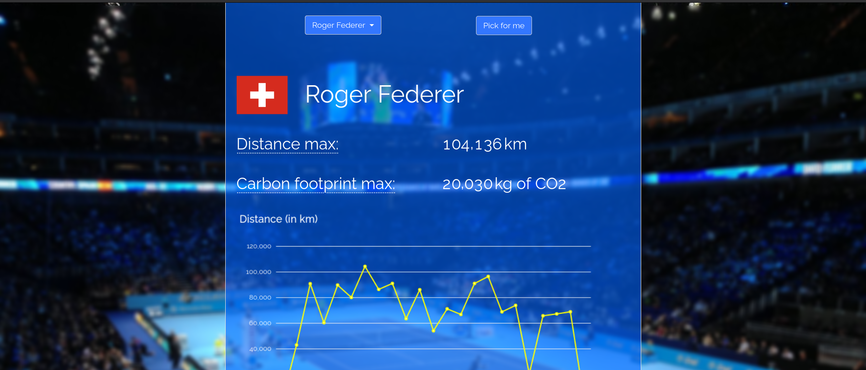 Roger Federer Pick for me
Roger Federer
Distance max: 104,136 km
Carbon footprint max: 20,030 kg of CO2
Distance (in km)
120,000
100,000
80,000
60,000
40,000